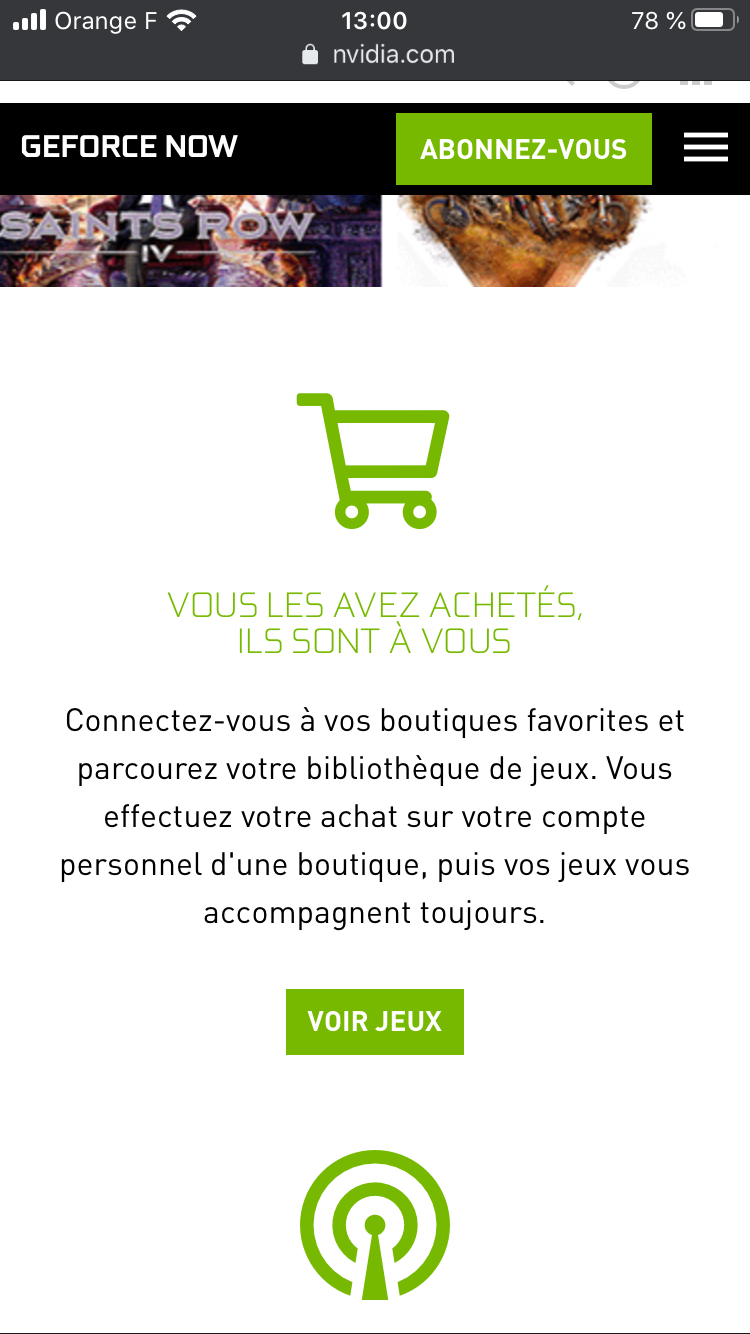 Orange F 13:00 78 %
nvidia.com
GEFORCE NOW ABONNEZ-VOUS
SAINTS ROW
IV
VOUS LES AVEZ ACHETÉS,
ILS SONT À VOUS
Connectez-vous à vos boutiques favorites et
parcourez votre bibliothèque de jeux. Vous
effectuez votre achat sur votre compte
personnel d'une boutique, puis vos jeux vous
accompagnent toujours.
VOIR JEUX